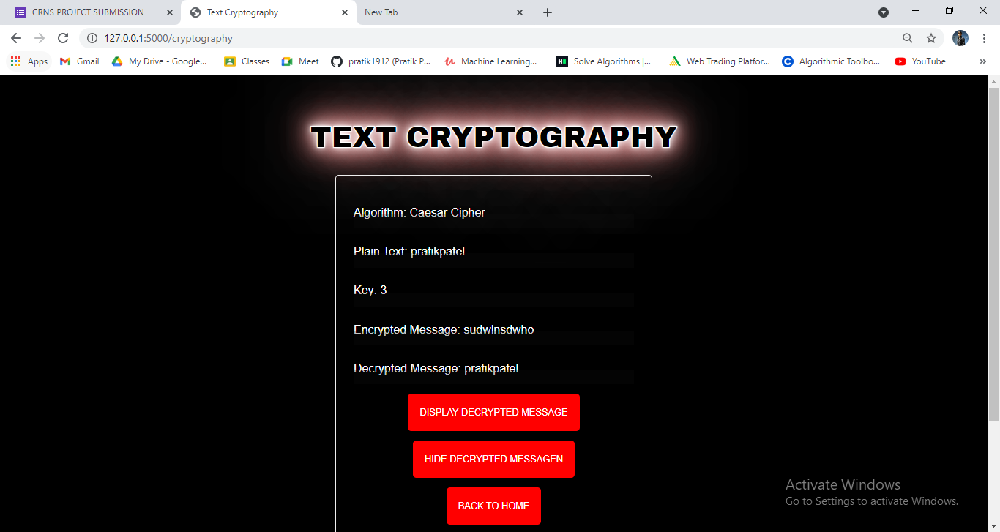 CRNS PROJECT SUBMISSION
Text Cryptography
New Tab
127.0.0.1:5000/cryptography
Apps
Gmail
My Drive - Google...
Classes
Meet
pratik1912 (Pratik P...
Machine Learning...
Solve Algorithms |...
Web Trading Platfor...
Algorithmic Toolbo...
YouTube
TEXT CRYPTOGRAPHY
Algorithm: Caesar Cipher
Plain Text: pratikpatel
Key: 3
Encrypted Message: sudwlnsdwho
Decrypted Message: pratikpatel
DISPLAY DECRYPTED MESSAGE
HIDE DECRYPTED MESSAGEN
BACK TO HOME
Activate Windows
Go to Settings to activate Windows.